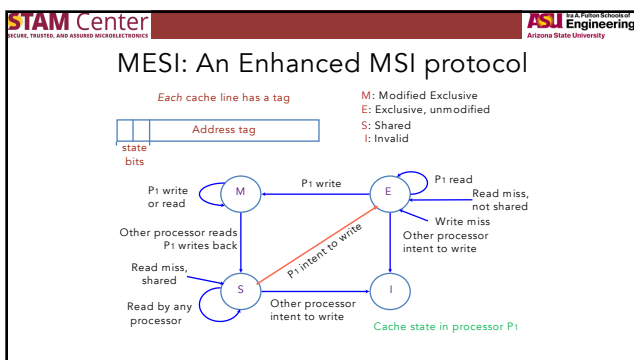 STAM Center
SECURE, TRUSTED, AND ASSURED MICROELECTRONICS
ASU Ira A. Fulton Schools of
Engineering
Arizona State University
MESI: An Enhanced MSI protocol
Each cache line has a tag
Address tag
state
bits
M: Modified Exclusive
E: Exclusive, unmodified
S: Shared
I: Invalid
P1 write
or read
M
P1 write
E
P1 read
Read miss,
not shared
Write miss
Other processor
intent to write
Other processor reads
P1 writes back
P1 intent to write
Read miss,
shared
Read by any
processor
S
Other processor
intent to write
I
Cache state in processor P1